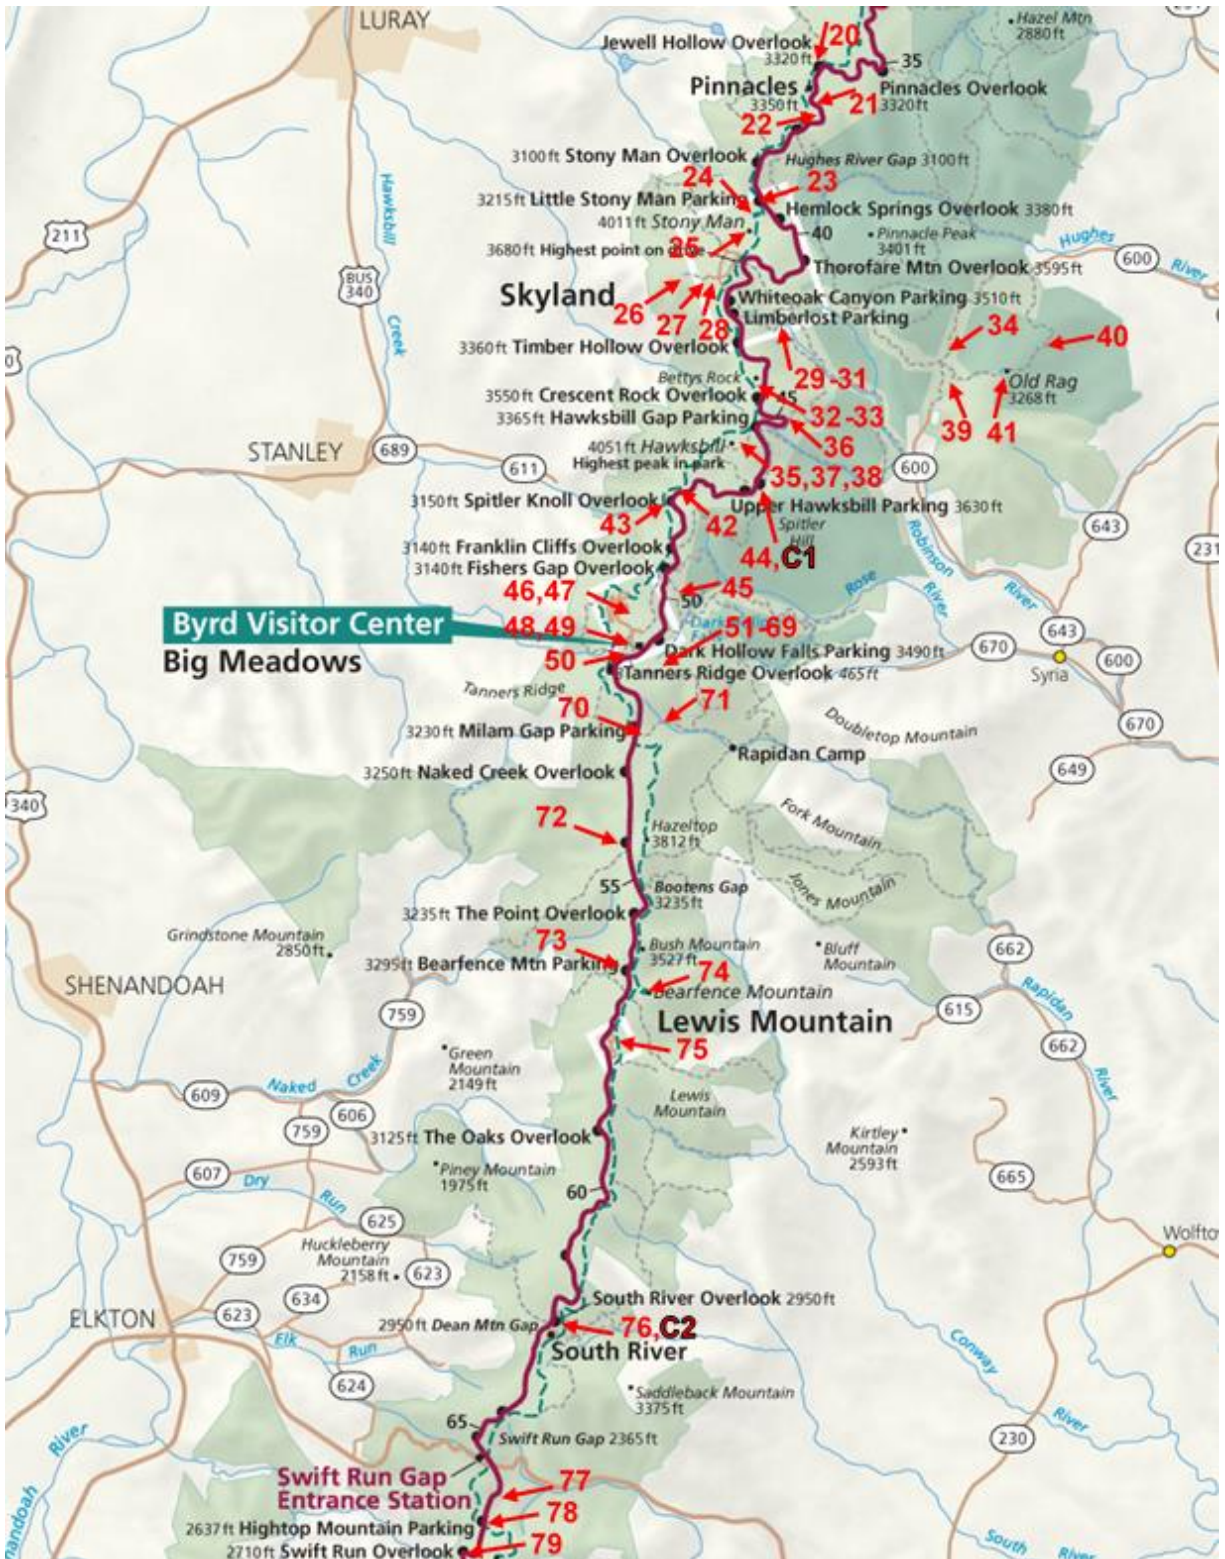 LURAY
Hazel Mtn
2880 ft
20
Jewell Hollow Overlook
3320 ft
35
Pinnacles
3350 ft
Pinnacles Overlook
3320 ft
21
22
3100 ft Stony Man Overlook
Hughes River Gap 3100 ft
24
23
3215 ft Little Stony Man Parking
4011 ft Stony Man
Hemlock Springs Overlook 3380 ft
40
Pinnacle Peak
3401 ft
Hughes
River
600
211
BUS
340
Hawksbill
Creek
25
3680 ft Highest point on drive
Thorofare Mtn Overlook 3595 ft
Skyland
26
27
28
Whiteoak Canyon Parking 3510 ft
Limberlost Parking
34
40
3360 ft Timber Hollow Overlook
29-31
Bettys Rock
Old Rag
3268 ft
3550 ft Crescent Rock Overlook
45
32-33
3365 ft Hawksbill Gap Parking
39
41
36
STANLEY
689
611
4051 ft Hawksbill
Highest peak in park
35,37,38
600
3150 ft Spitler Knoll Overlook
Upper Hawksbill Parking 3630 ft
43
42
Spitler
Hill
643
231
3140 ft Franklin Cliffs Overlook
44,C1
Robinson
River
3140 ft Fishers Gap Overlook
Rose
River
46,47
45
50
Byrd Visitor Center
48,49
51-69
Big Meadows
50
Dark Hollow Falls Parking 3490 ft
643
670
600
Syria
Tanners Ridge Overlook 465 ft
Tanners Ridge
70
71
670
3230 ft Milam Gap Parking
Doubletop Mountain
Rapidan Camp
649
3250 ft Naked Creek Overlook
340
72
Hazeltop
3812 ft
Fork Mountain
55
Bootens Gap
3235 ft
Jones Mountain
3235 ft The Point Overlook
Grindstone Mountain
2850 ft
73
Bush Mountain
3527 ft
Bluff
Mountain
662
3295 ft Bearfence Mtn Parking
74
SHENANDOAH
Bearfence Mountain
Rapidan
River
615
759
Lewis Mountain
75
662
Green
Mountain
2149 ft
609
Naked
Creek
606
759
Lewis
Mountain
3125 ft The Oaks Overlook
Kirtley
Mountain
2593 ft
607
Piney Mountain
1975 ft
665
Dry
Run
60
625
759
Huckleberry
Mountain
2158 ft
623
634
623
South River Overlook 2950 ft
ELKTON
2950 ft Dean Mtn Gap
76,C2
Elk
Run
South River
624
Conway
River
Saddleback Mountain
3375 ft
65
Swift Run Gap 2365 ft
230
River
Swift Run Gap
Entrance Station
77
78
2637 ft Hightop Mountain Parking
2710 ft Swift Run Overlook
79
South
River